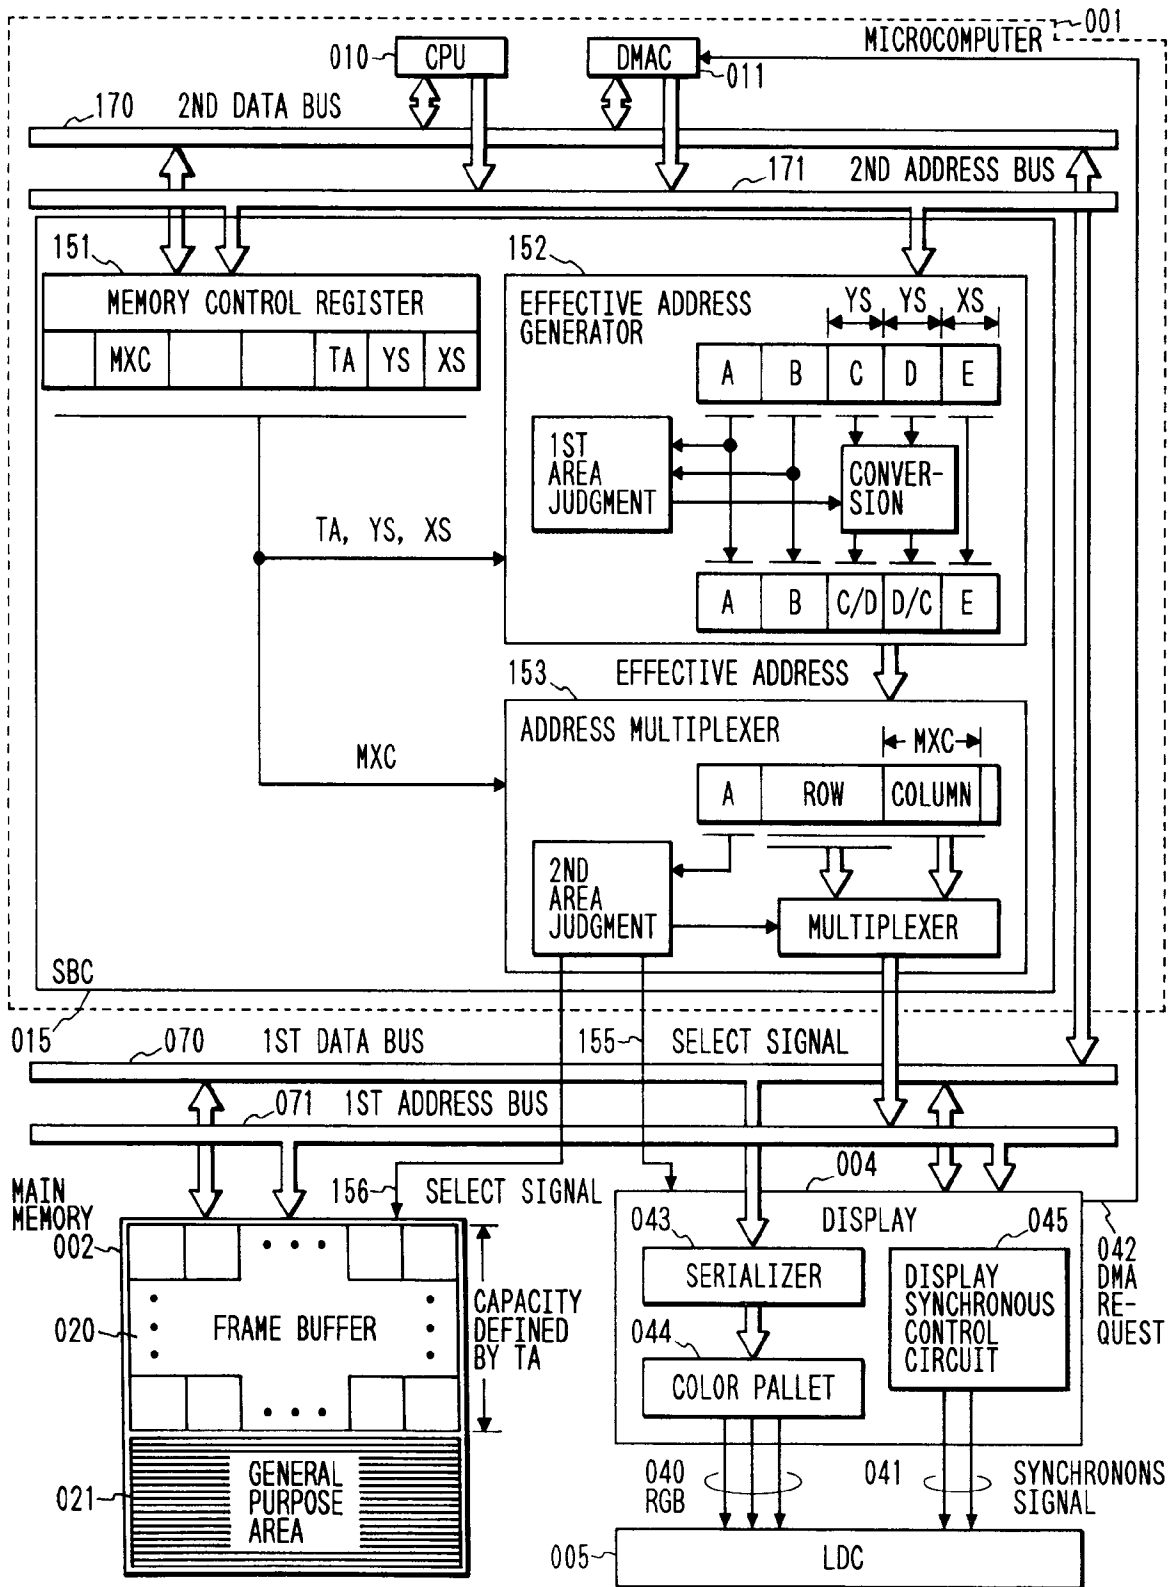 001
MICROCOMPUTER
010
CPU
DMAC
011
170
2ND DATA BUS
171
2ND ADDRESS BUS
151
MEMORY CONTROL REGISTER
MXC
TA
YS
XS
152
EFFECTIVE ADDRESS
GENERATOR
YS
YS
XS
A
B
C
D
E
1ST
AREA
JUDGMENT
CONVER-
SION
TA, YS, XS
A
B
C/D
D/C
E
153
EFFECTIVE ADDRESS
ADDRESS MULTIPLEXER
MXC
MXC
A
ROW
COLUMN
2ND
AREA
JUDGMENT
MULTIPLEXER
SBC
015
070
1ST DATA BUS
155
SELECT SIGNAL
071
1ST ADDRESS BUS
MAIN
MEMORY
002
156
SELECT SIGNAL
004
DISPLAY
043
SERIALIZER
045
DISPLAY
SYNCHRONOUS
CONTROL
CIRCUIT
042
DMA
RE-
QUEST
020
FRAME BUFFER
CAPACITY
DEFINED
BY TA
044
COLOR PALLET
021
GENERAL
PURPOSE
AREA
040
RGB
041
SYNCHRONONS
SIGNAL
005
LDC